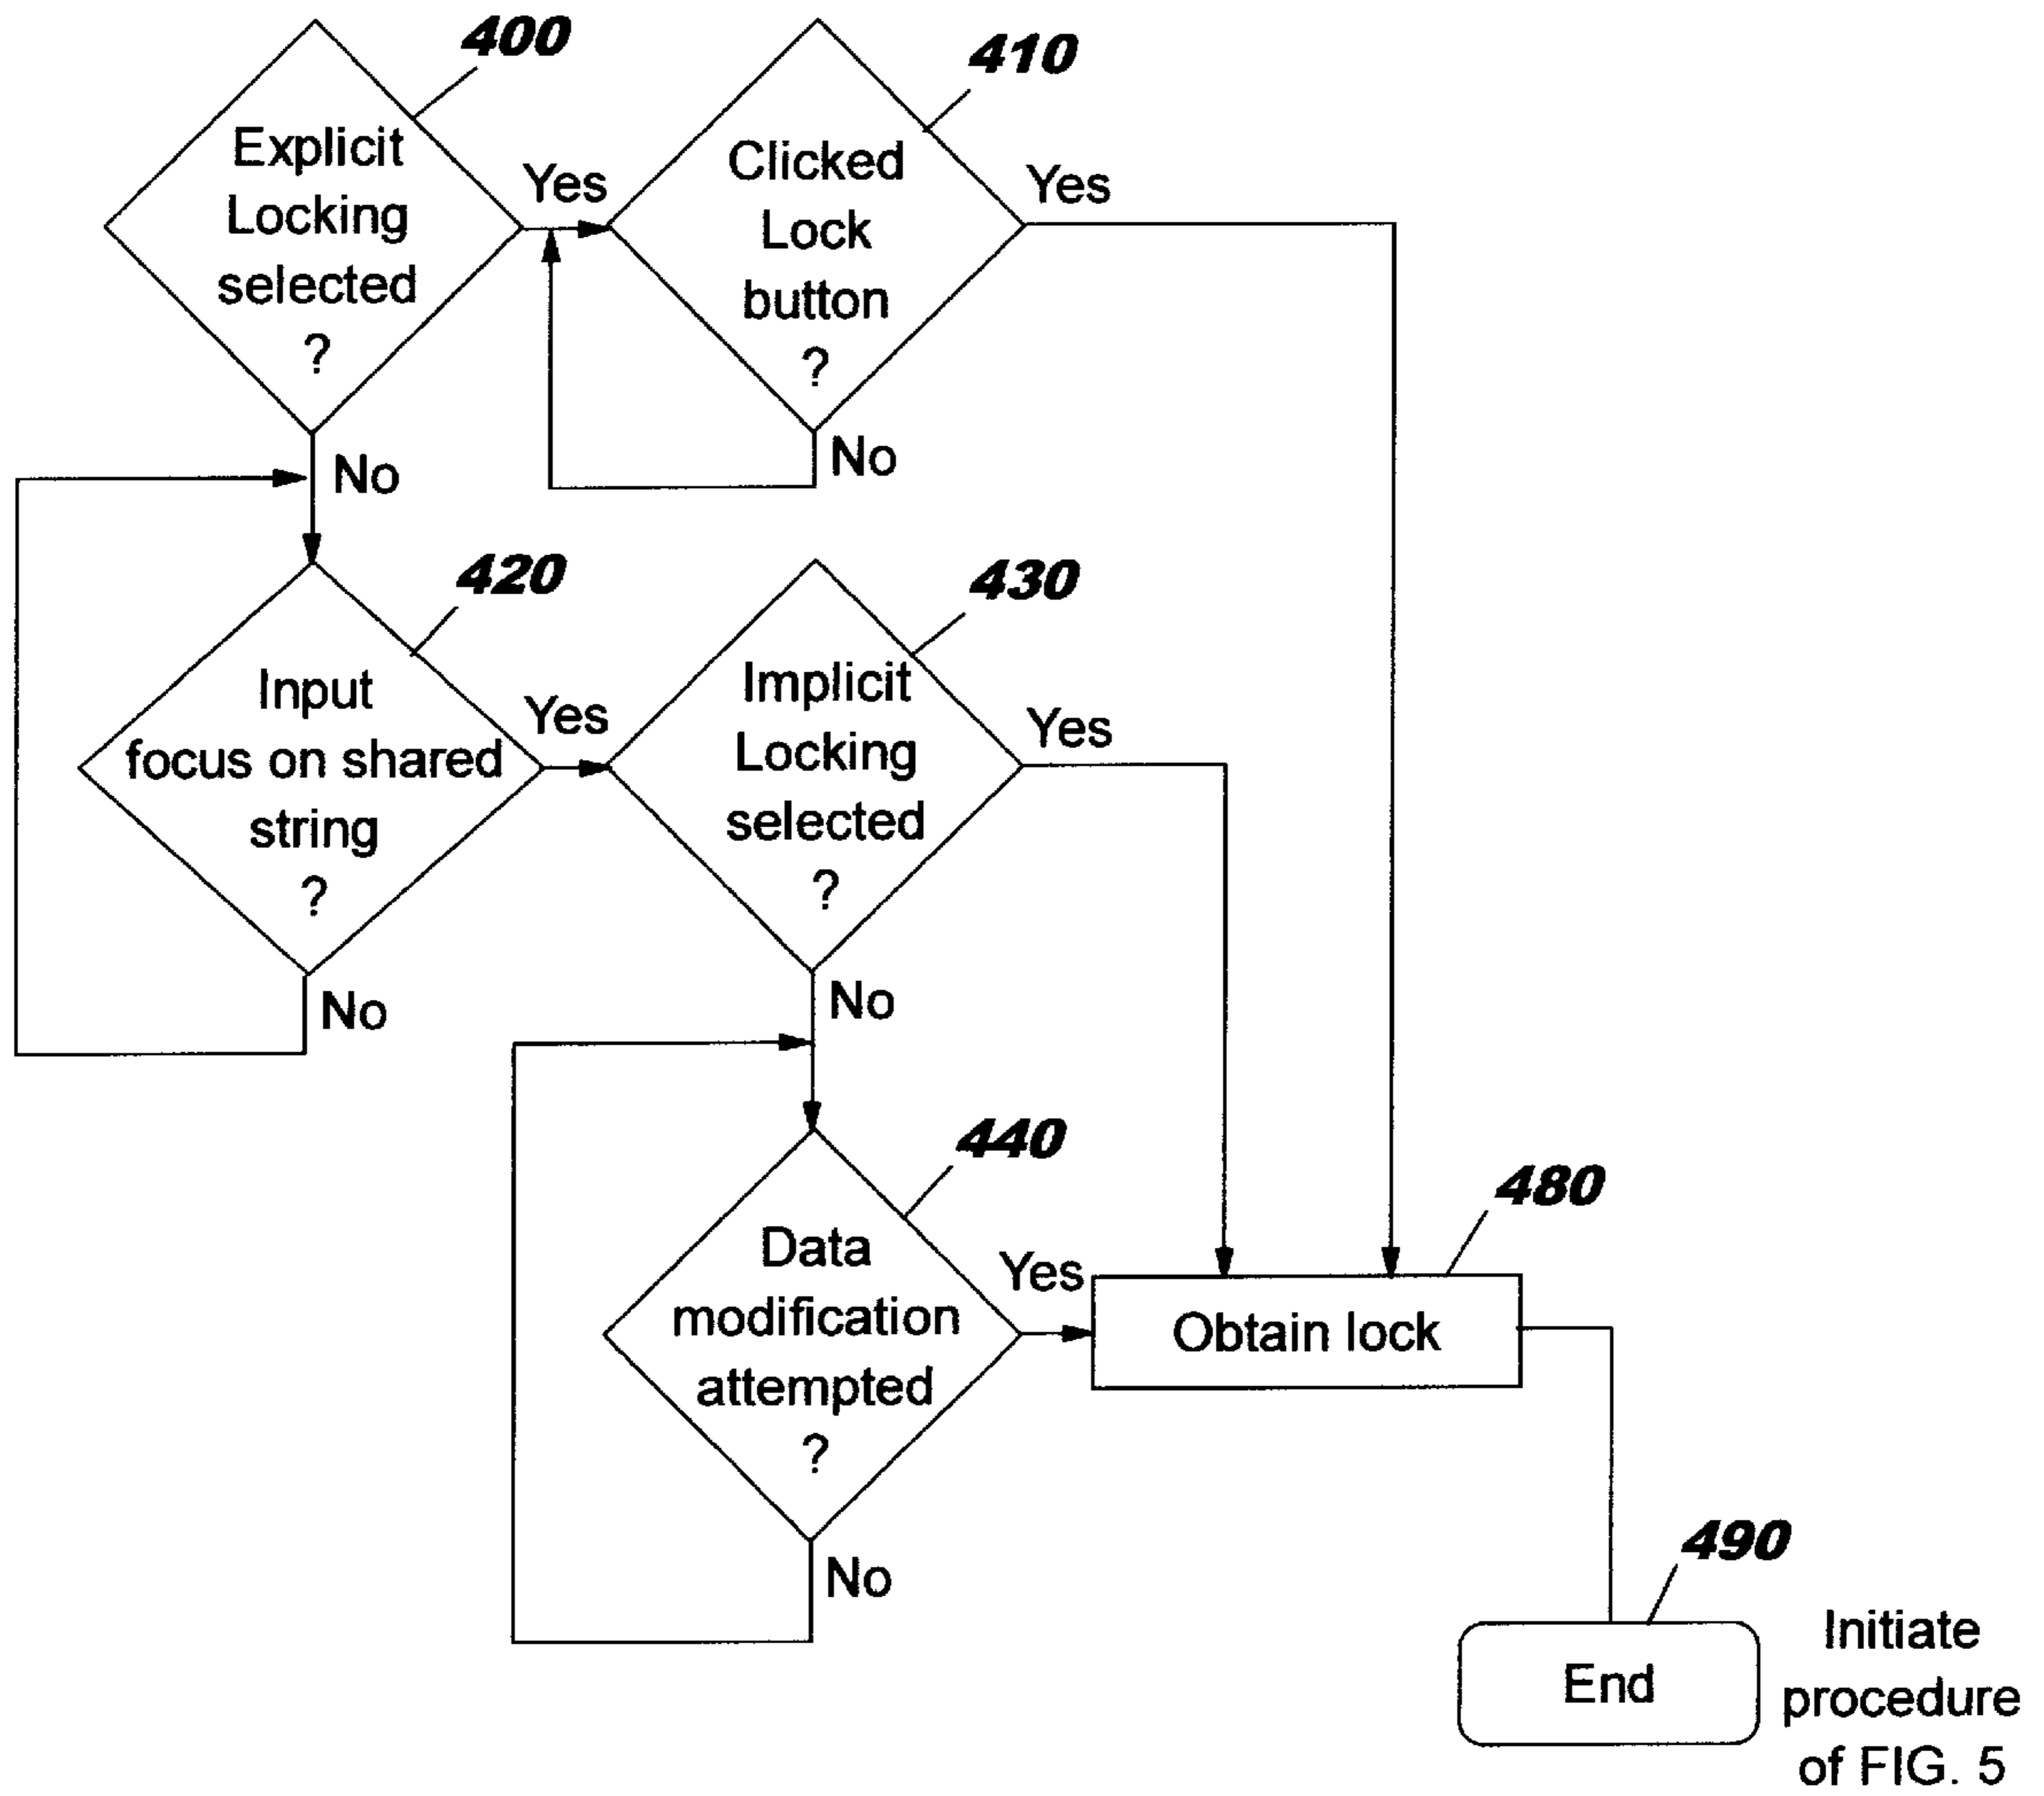 400
Explicit
Locking
selected
?
Yes
No
410
Clicked
Lock
button
?
Yes
No
420
Input
focus on shared
string
?
Yes
No
430
Implicit
Locking
selected
?
Yes
No
440
Data
modification
attempted
?
Yes
No
480
Obtain lock
490
End
Initiate
procedure
of FIG. 5